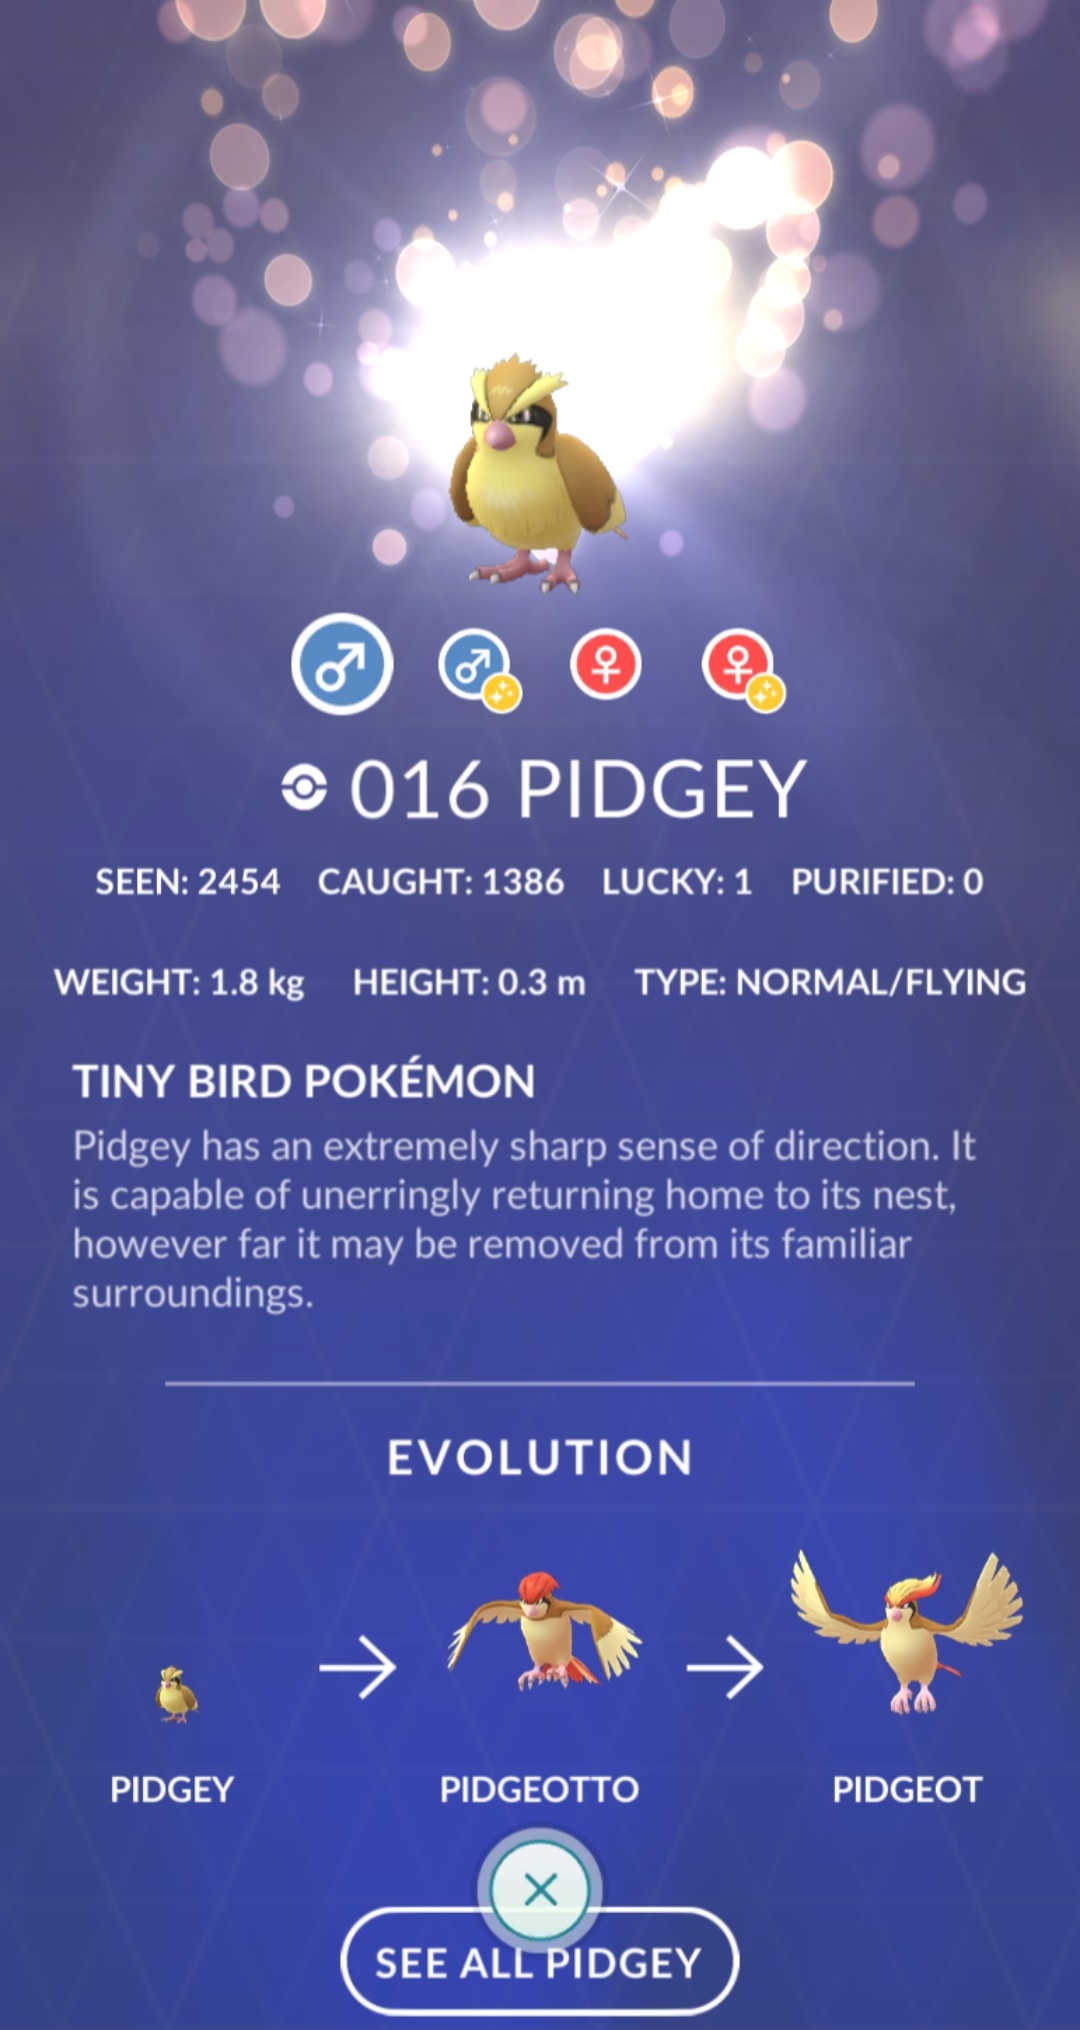 016 PIDGEY
SEEN: 2454 CAUGHT: 1386 LUCKY: 1 PURIFIED: 0
WEIGHT: 1.8 kg HEIGHT: 0.3 m TYPE: NORMAL/FLYING
TINY BIRD POKÉMON
Pidgey has an extremely sharp sense of direction. It
is capable of unerringly returning home to its nest,
however far it may be removed from its familiar
surroundings.
EVOLUTION
PIDGEY PIDGEOTTO PIDGEOT
SEE ALL PIDGEY